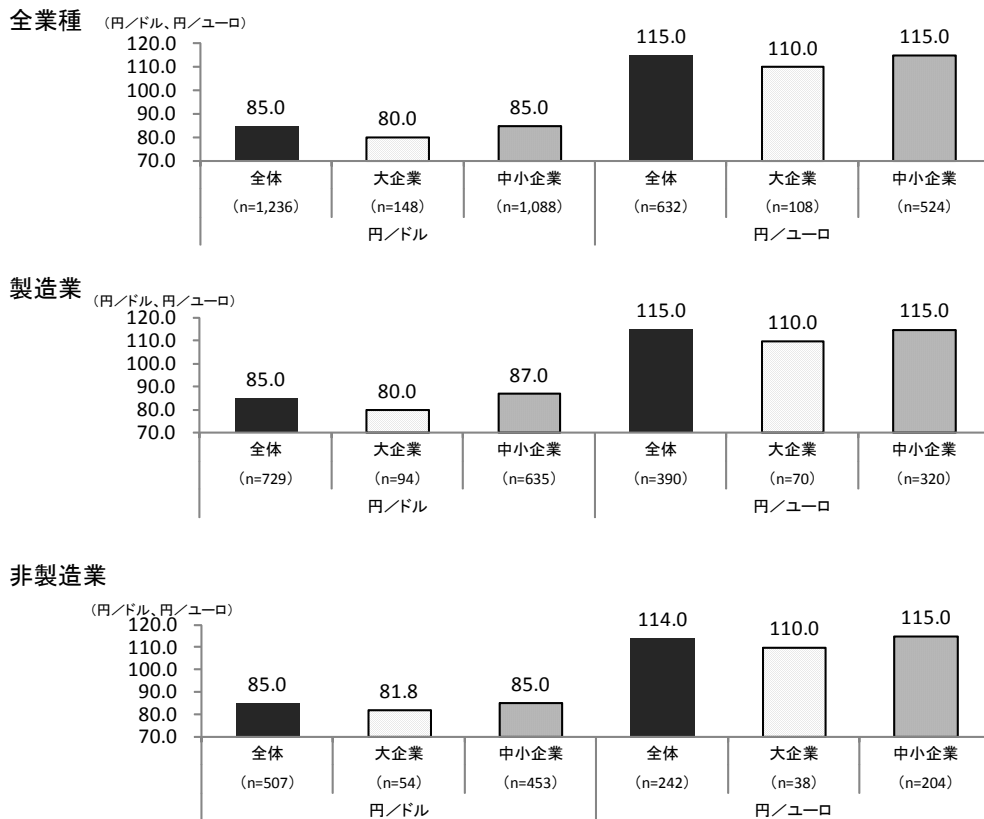 全業種
（円／ドル、円／ユーロ）
120.0
110.0
100.0
90.0
80.0
70.0
85.0
80.0
85.0
115.0
110.0
115.0
全体 大企業 中小企業 全体 大企業 中小企業
（n=1,236） （n=148） （n=1,088） （n=632） （n=108） （n=524）
円／ドル 円／ユーロ
製造業
（円／ドル、円／ユーロ）
120.0
110.0
100.0
90.0
80.0
70.0
85.0
80.0
87.0
115.0
110.0
115.0
全体 大企業 中小企業 全体 大企業 中小企業
（n=729） （n=94） （n=635） （n=390） （n=70） （n=320）
円／ドル 円／ユーロ
非製造業
（円／ドル、円／ユーロ）
120.0
110.0
100.0
90.0
80.0
70.0
85.0
81.8
85.0
114.0
110.0
115.0
全体 大企業 中小企業 全体 大企業 中小企業
（n=507） （n=54） （n=453） （n=242） （n=38） （n=204）
円／ドル 円／ユーロ